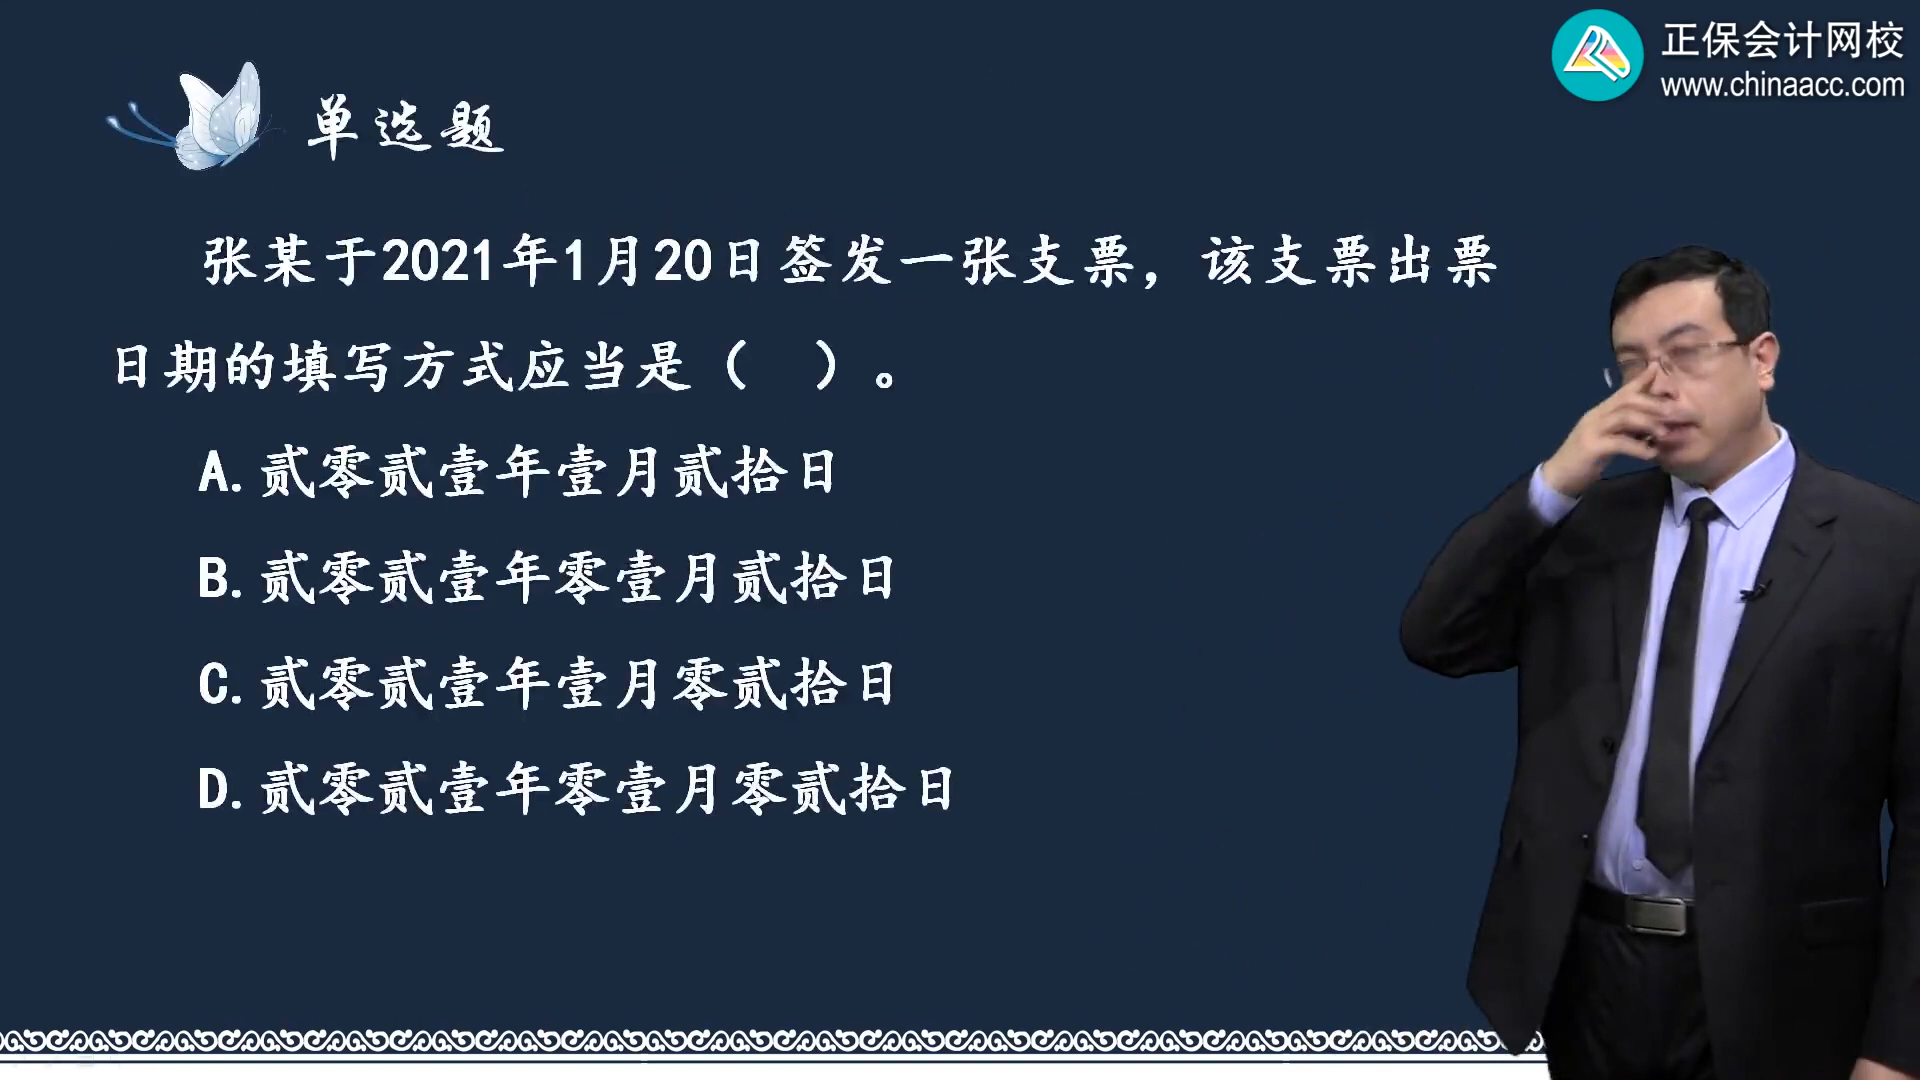 正保会计网校
www.chinaacc.com
单选题
张某于2021年1月20日签发一张支票，该支票出票
日期的填写方式应当是（　）。
A.贰零贰壹年壹月贰拾日
B.贰零贰壹年零壹月贰拾日
C.贰零贰壹年壹月零贰拾日
D.贰零贰壹年零壹月零贰拾日